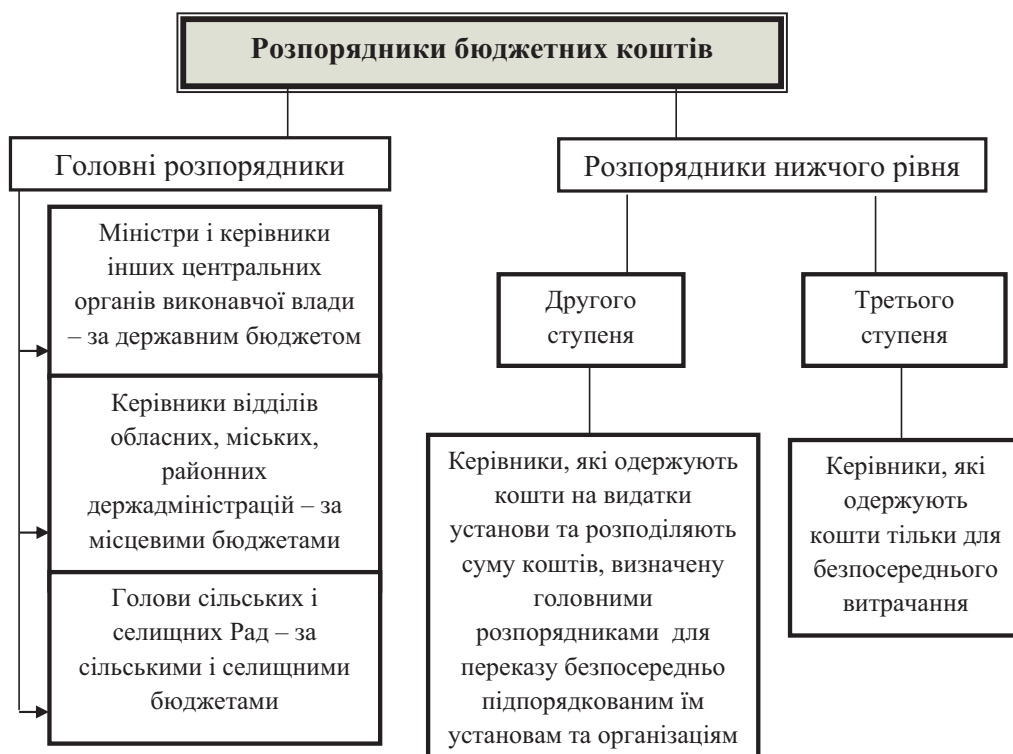 Розпорядники бюджетних коштів
Головні розпорядники
Міністри і керівники
інших центральних
органів виконавчої влади
– за державним бюджетом
Керівники відділів
обласних, міських,
районних
держадміністрацій – за
місцевими бюджетами
Голови сільських і
селищних Рад – за
сільськими і селищними
бюджетами
Розпорядники нижчого рівня
Другого
ступеня
Керівники, які одержують
кошти на видатки
установи та розподіляють
суму коштів, визначену
головними
розпорядниками для
переказу безпосередньо
підпорядкованим їм
установам та організаціям
Третього
ступеня
Керівники, які
одержують
кошти тільки для
безпосереднього
витрачання